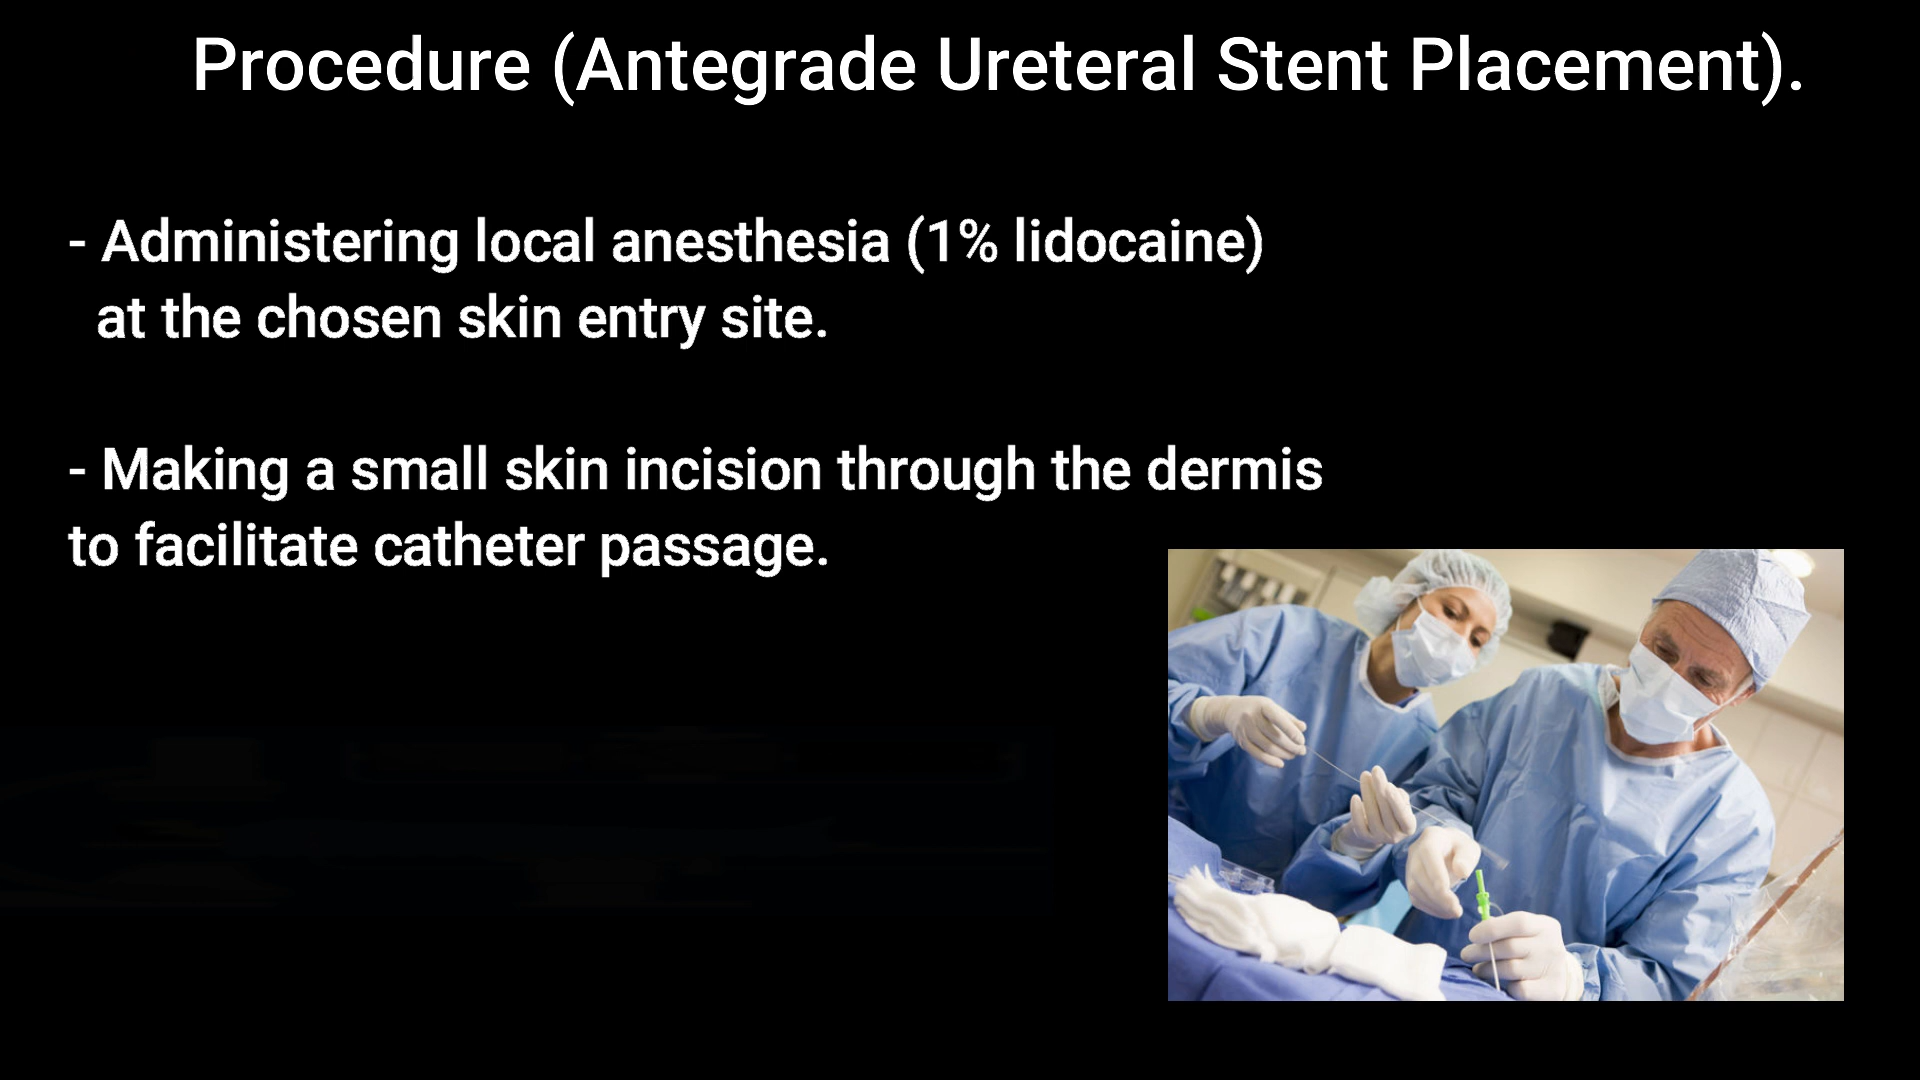 Procedure (Antegrade Ureteral Stent Placement).
- Administering local anesthesia (1% lidocaine)
at the chosen skin entry site.
- Making a small skin incision through the dermis
to facilitate catheter passage.